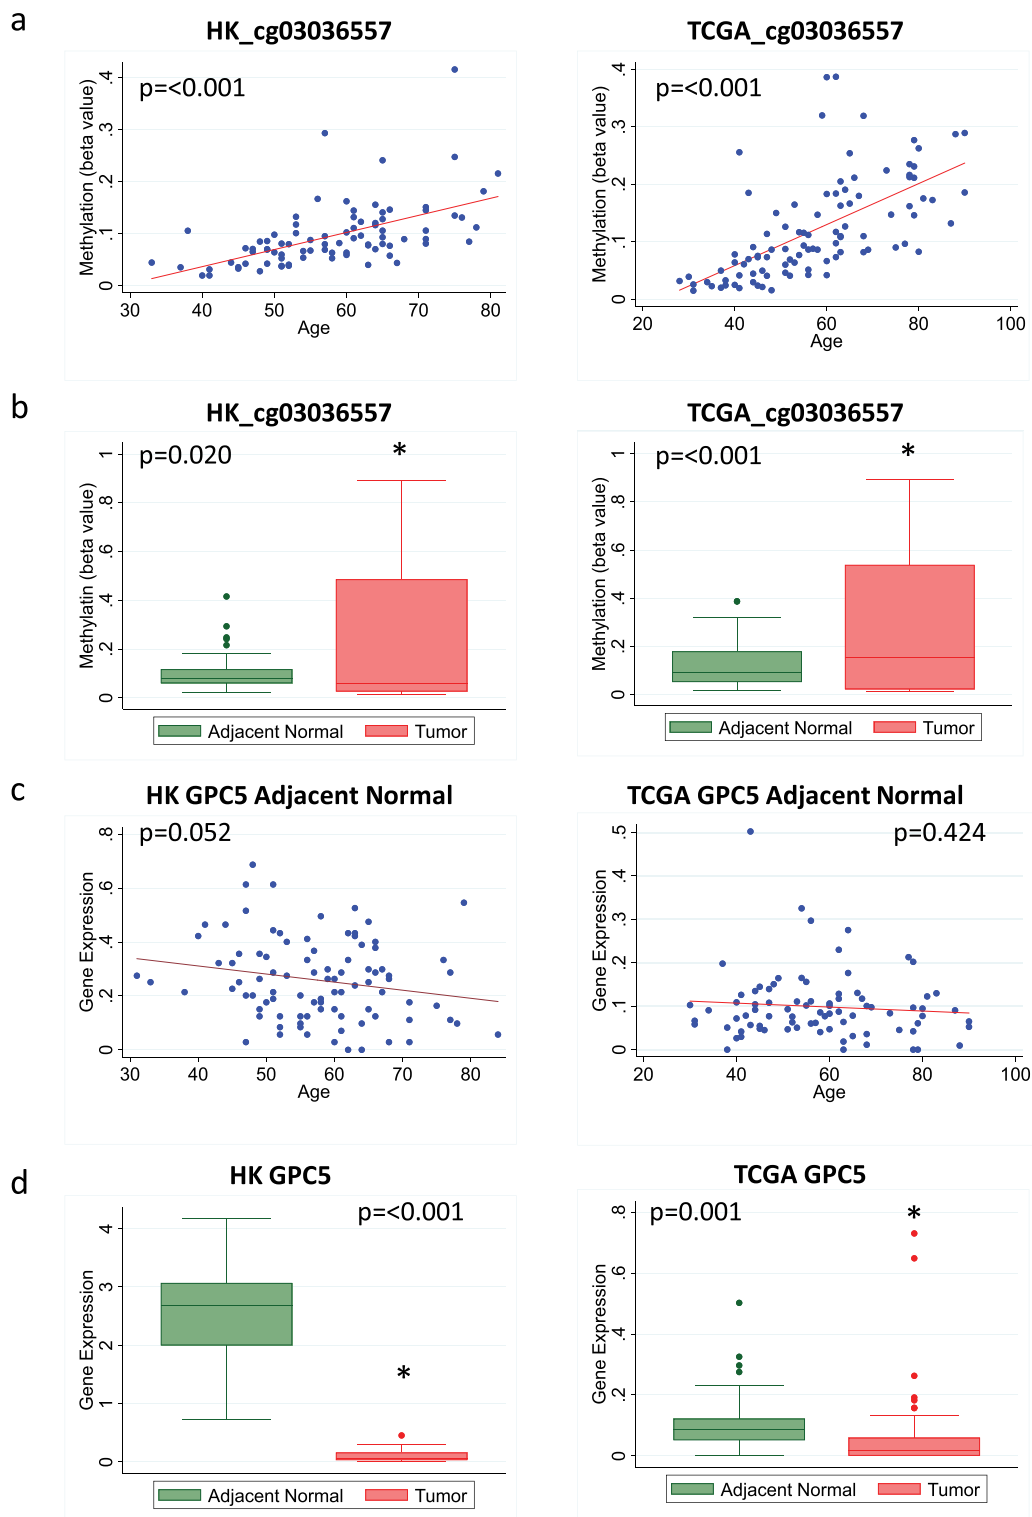 a
HK_cg03036557
TCGA_cg03036557
p=<0.001
p=<0.001
Methylation (beta value)
.4
.3
.2
.1
0
30 40 50 60 70 80
Age
Methylation (beta value)
.4
.3
.2
.1
0
20 40 60 80 100
Age
b
HK_cg03036557
TCGA_cg03036557
p=0.020
*
p=<0.001
*
Methylatin (beta value)
1
.8
.6
.4
.2
0
Adjacent Normal Tumor
Methylation (beta value)
1
.8
.6
.4
.2
0
Adjacent Normal Tumor
c
HK GPC5 Adjacent Normal
TCGA GPC5 Adjacent Normal
p=0.052
p=0.424
Gene Expression
.8
.6
.4
.2
0
30 40 50 60 70 80
Age
Gene Expression
.5
.4
.3
.2
.1
0
20 40 60 80 100
Age
d
HK GPC5
TCGA GPC5
p=<0.001
*
p=0.001
*
Gene Expression
4
3
2
1
0
Adjacent Normal Tumor
Gene Expression
.8
.6
.4
.2
0
Adjacent Normal Tumor